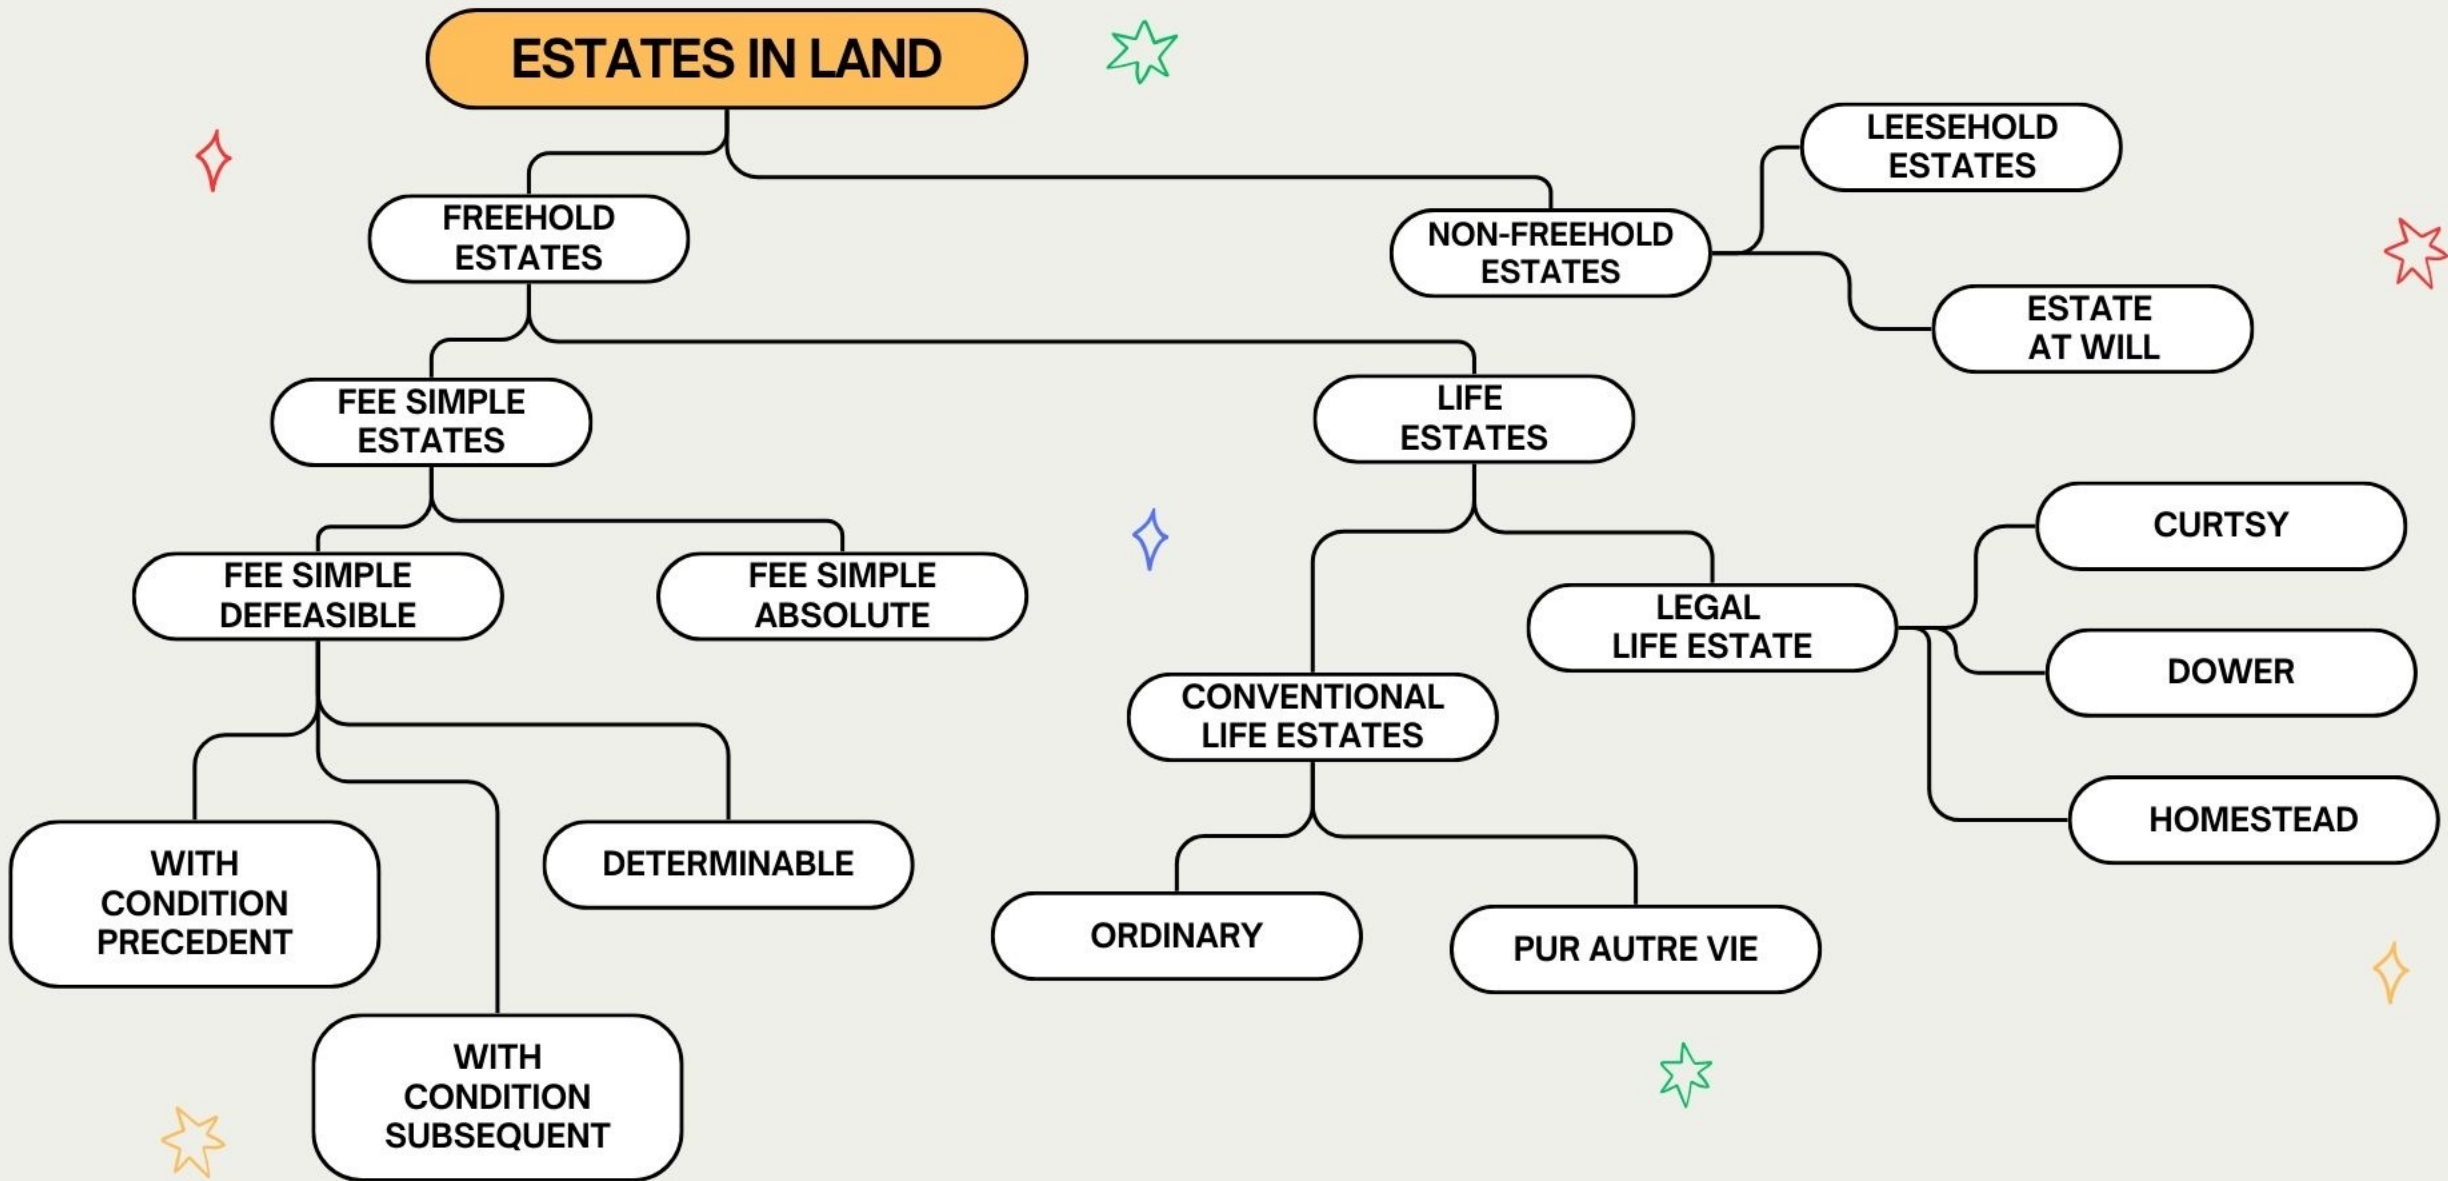 ESTATES IN LAND
LEESEHOLD
ESTATES
FREEHOLD
ESTATES
NON-FREEHOLD
ESTATES
ESTATE
AT WILL
FEE SIMPLE
ESTATES
LIFE
ESTATES
CURTSY
FEE SIMPLE
DEFEASIBLE
FEE SIMPLE
ABSOLUTE
LEGAL
LIFE ESTATE
DOWER
CONVENTIONAL
LIFE ESTATES
HOMESTEAD
WITH
CONDITION
PRECEDENT
DETERMINABLE
ORDINARY
PUR AUTRE VIE
WITH
CONDITION
SUBSEQUENT